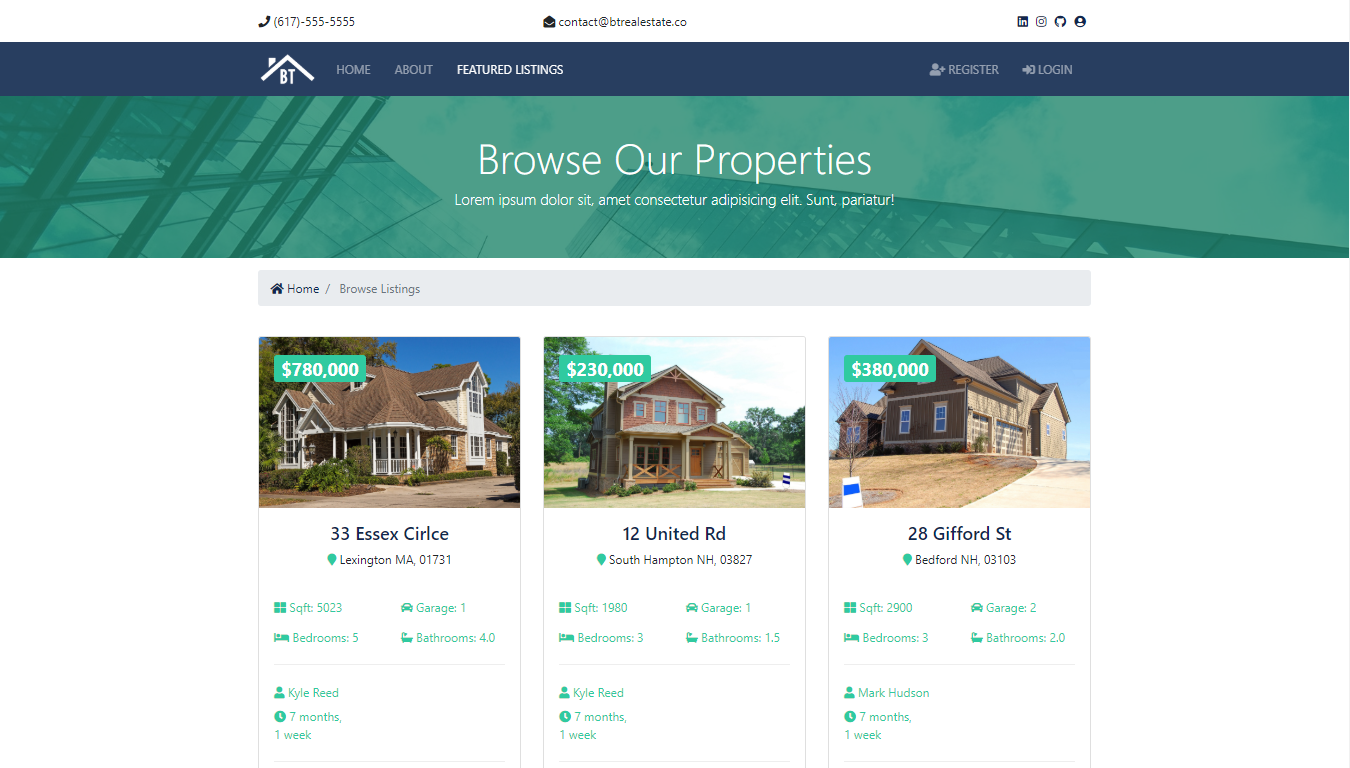 (617)-555-5555
contact@btrealestate.co
BT
HOME
ABOUT
FEATURED LISTINGS
REGISTER
LOGIN
Browse Our Properties
Lorem ipsum dolor sit, amet consectetur adipisicing elit. Sunt, pariatur!
Home / Browse Listings
$780,000
33 Essex Cirlce
Lexington MA, 01731
Sqft: 5023
Garage: 1
Bedrooms: 5
Bathrooms: 4.0
Kyle Reed
7 months,
1 week
$230,000
12 United Rd
South Hampton NH, 03827
Sqft: 1980
Garage: 1
Bedrooms: 3
Bathrooms: 1.5
Kyle Reed
7 months,
1 week
$380,000
28 Gifford St
Bedford NH, 03103
Sqft: 2900
Garage: 2
Bedrooms: 3
Bathrooms: 2.0
Mark Hudson
7 months,
1 week